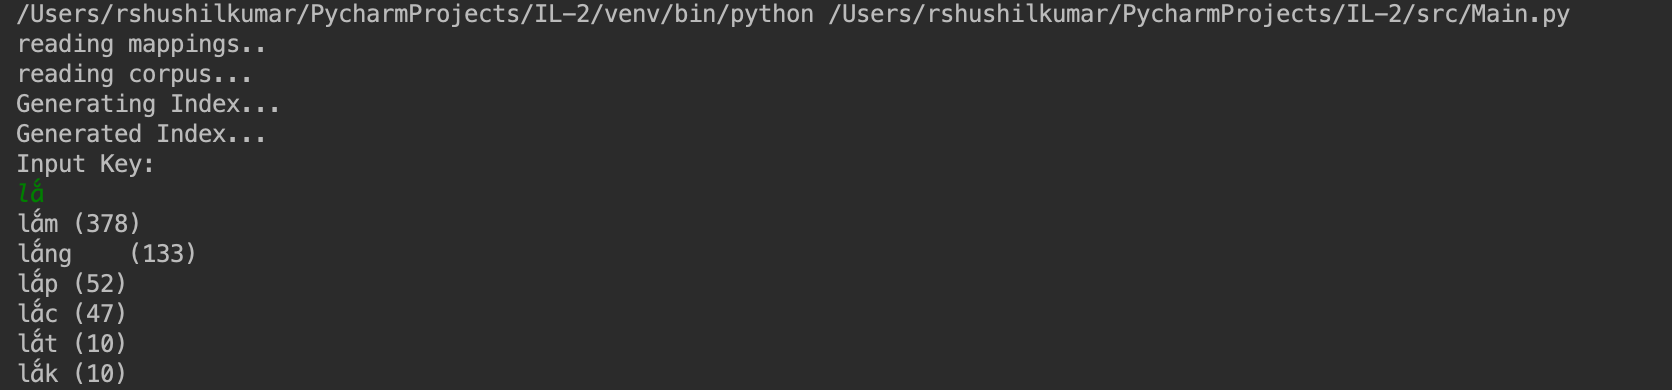 /Users/rshushilkumar/PycharmProjects/IL-2/venv/bin/python /Users/rshushilkumar/PycharmProjects/IL-2/src/Main.py
reading mappings..
reading corpus...
Generating Index...
Generated Index...
Input Key:
lắ
lắm (378)
lắng    (133)
lắp (52)
lắc (47)
lắt (10)
lắk (10)